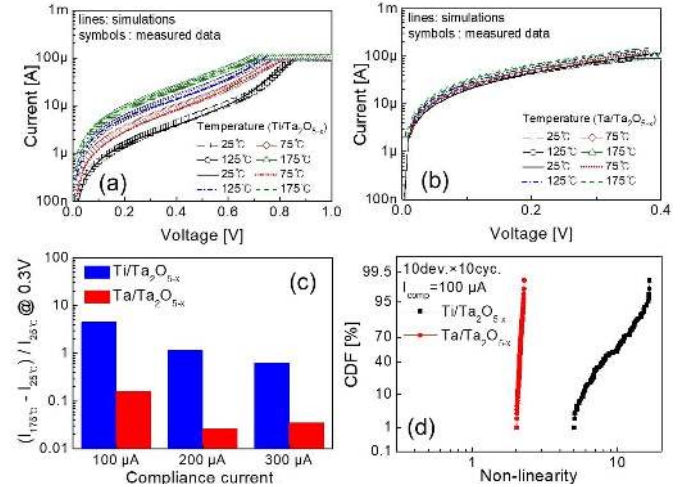 1m
100μ
10μ
1μ
100n
Current [A]
lines: simulations
symbols : measured data
Temperature (Ti/Ta2O5-x)
25℃ 75℃
125℃ 175℃
25℃ 75℃
125℃ 175℃
(a)
0.0 0.2 0.4 0.6 0.8 1.0
Voltage [V]
1m
100μ
10μ
1μ
100n
Current [A]
lines: simulations
symbols : measured data
Temperature (Ta/Ta2O5-x)
25℃ 75℃
125℃ 175℃
25℃ 75℃
125℃ 175℃
(b)
0.0 0.2 0.4
Voltage [V]
100
10
1
0.1
0.01
(I175℃ - I25℃) / I25℃ @ 0.3V
Ti/Ta2O5-x
Ta/Ta2O5-x
(c)
100 μA 200 μA 300 μA
Compliance current
99.5
95
70
40
10
1
0.1
CDF [%]
10dev.×10cyc.
Icomp=100 μA
Ti/Ta2O5-x
Ta/Ta2O5-x
(d)
1 10
Non-linearity